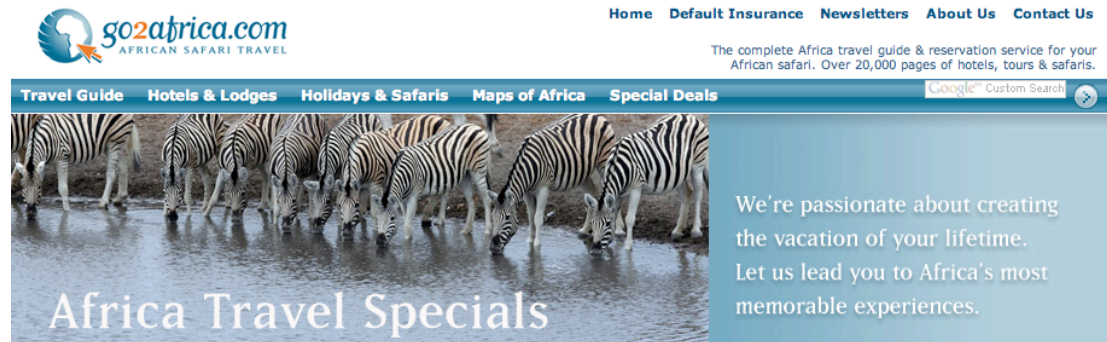 go2africa.com
AFRICAN SAFARI TRAVEL
Home Default Insurance Newsletters About Us Contact Us
The complete Africa travel guide & reservation service for your
African safari. Over 20,000 pages of hotels, tours & safaris.
Travel Guide Hotels & Lodges Holidays & Safaris Maps of Africa Special Deals
Google™ Custom Search
We're passionate about creating
the vacation of your lifetime.
Let us lead you to Africa's most
memorable experiences.
Africa Travel Specials